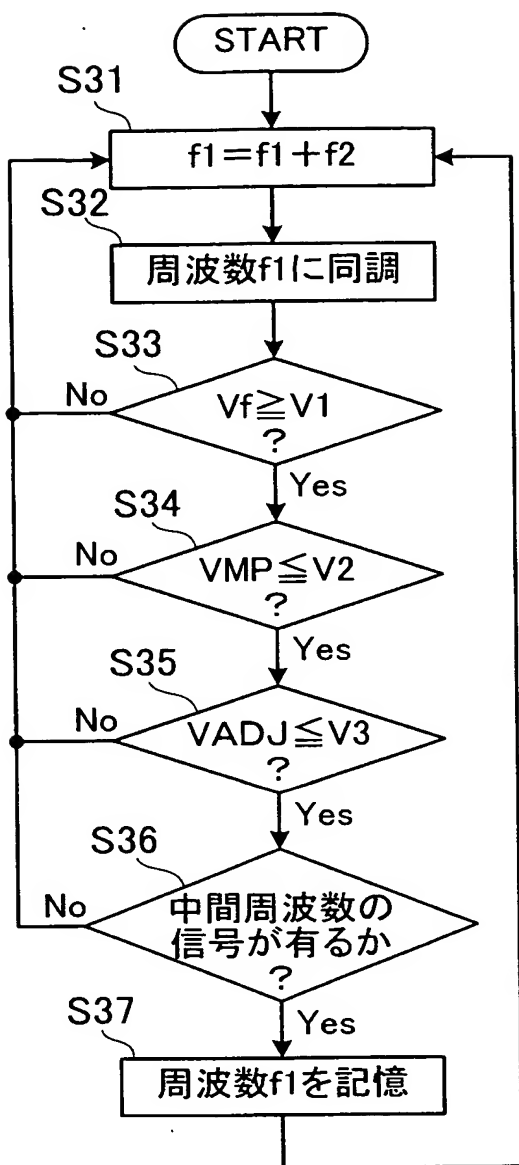 START
S31
f1=f1+f2
S32
周波数f1に同調
S33
Vf≧V1
?
No
Yes
S34
VMP≦V2
?
No
Yes
S35
VADJ≦V3
?
No
Yes
S36
中間周波数の
信号が有るか
?
No
Yes
S37
周波数f1を記憶